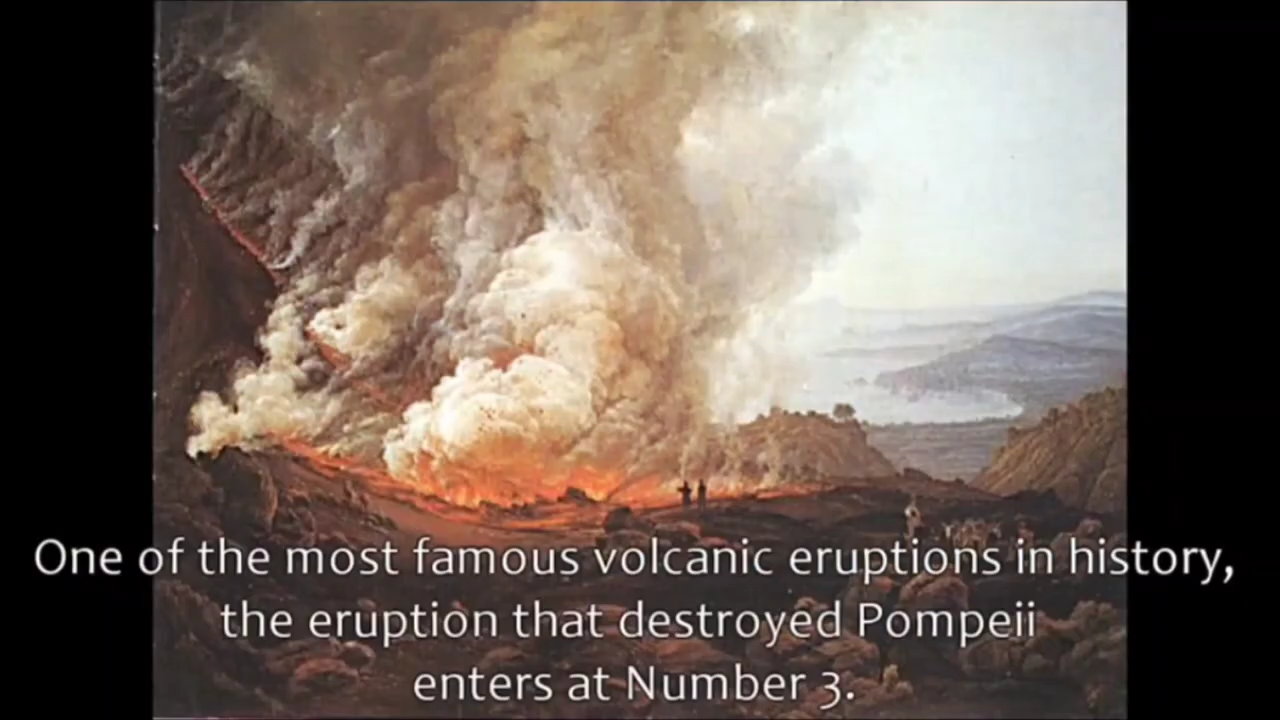 One of the most famous volcanic eruptions in history,
the eruption that destroyed Pompeii
enters at Number 3.